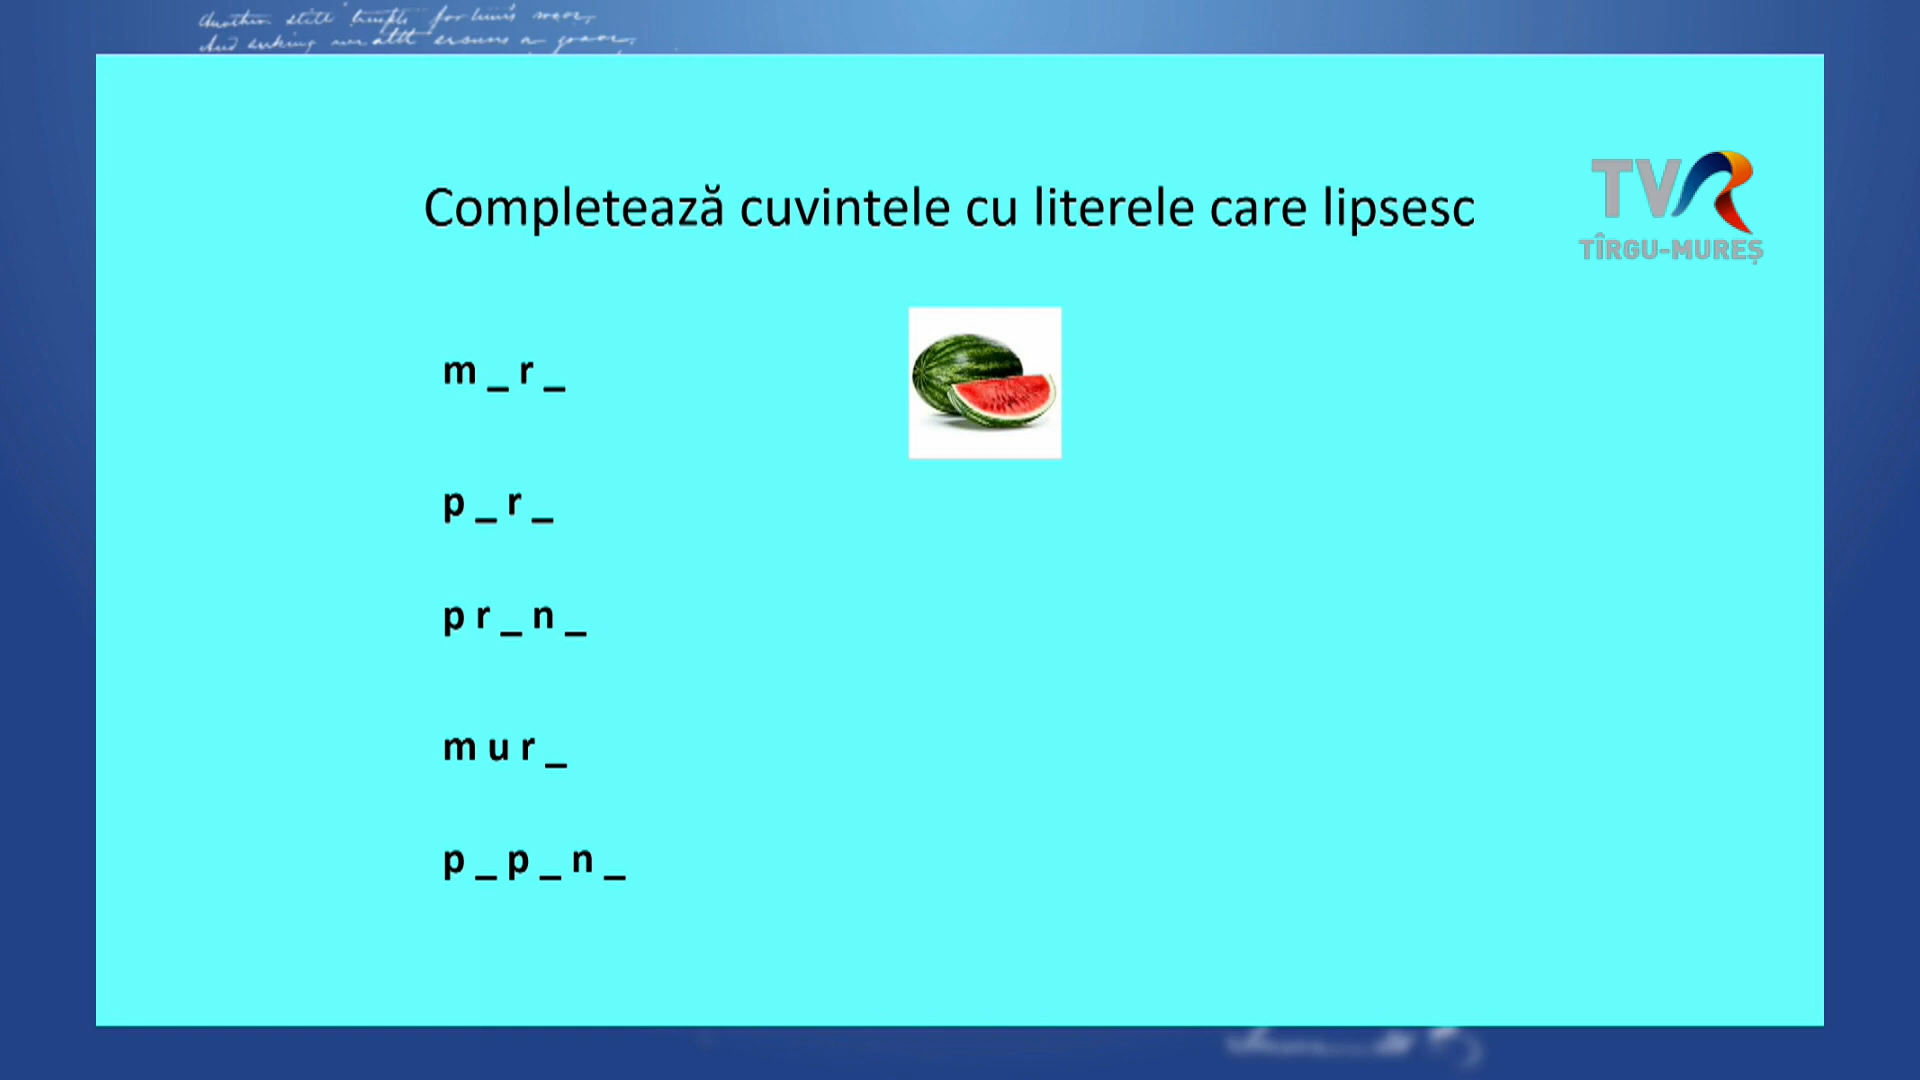 Completează cuvintele cu literele care lipsesc
TVR
TÎRGU-MUREȘ
m _ r _
p _ r _
p r _ n _
m u r _
p _ p _ n _